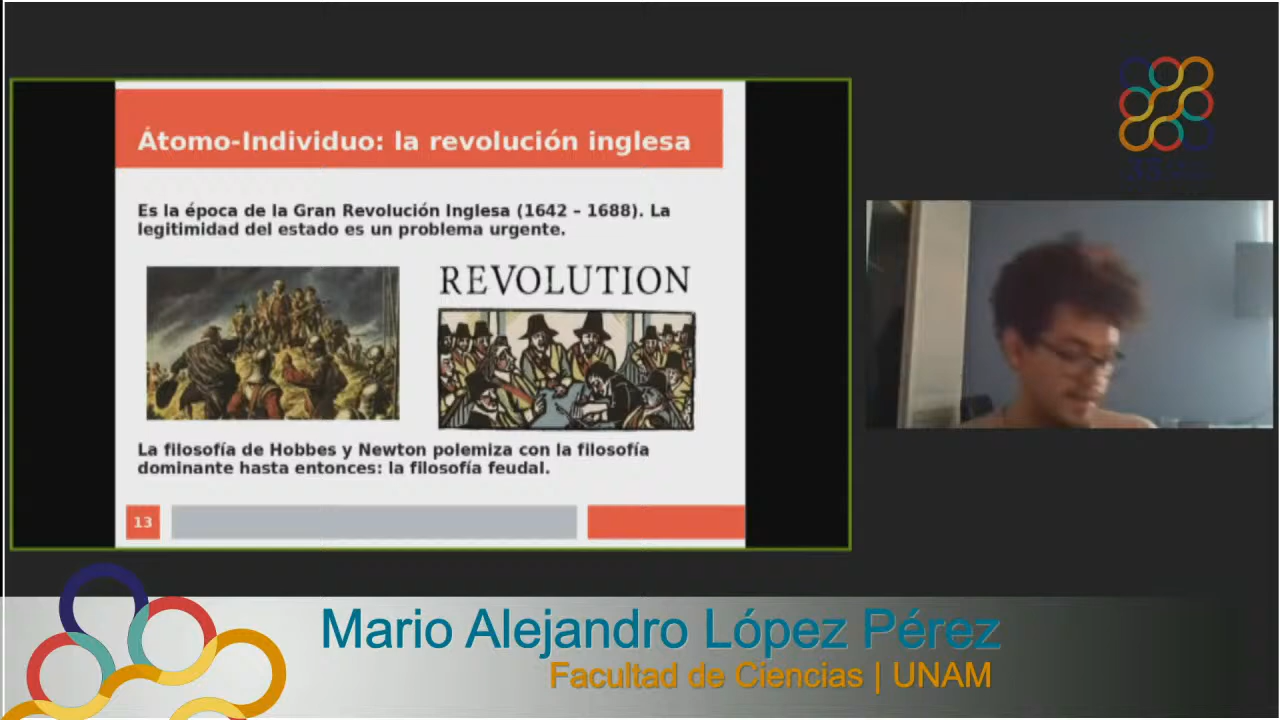 Átomo-Individuo: la revolución inglesa
Es la época de la Gran Revolución Inglesa (1642 – 1688). La
legitimidad del estado es un problema urgente.
REVOLUTION
La filosofía de Hobbes y Newton polemiza con la filosofía
dominante hasta entonces: la filosofía feudal.
13
Mario Alejandro López Pérez
Facultad de Ciencias | UNAM